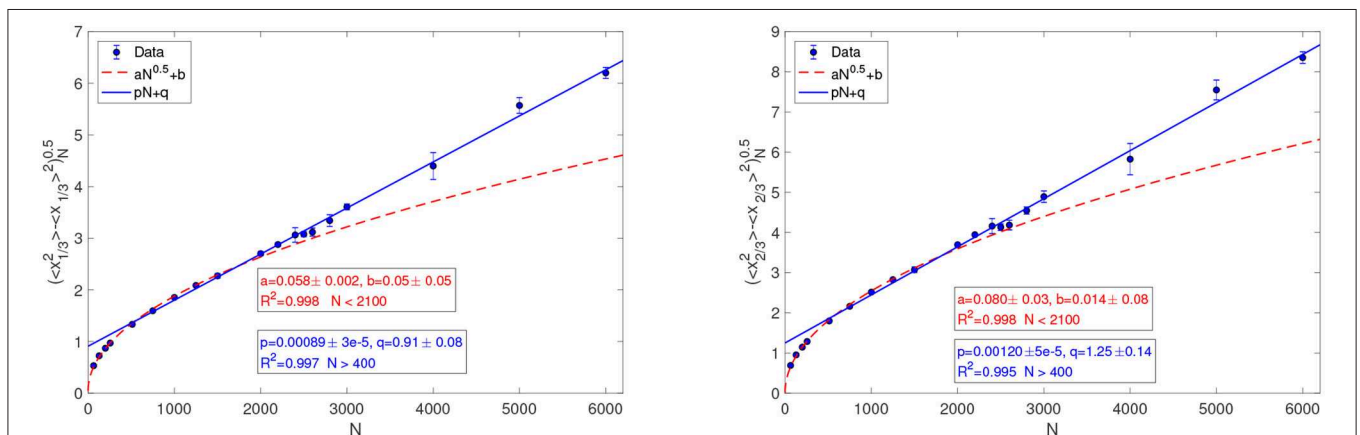 7
6
5
4
3
2
1
0
(<x²₁/₃>-<x₁/₃>²)⁰·⁵_N
Data
aN^0.5+b
pN+q
a=0.058± 0.002, b=0.05± 0.05
R²=0.998 N < 2100
p=0.00089 ± 3e-5, q=0.91 ± 0.08
R²=0.997 N > 400
0 1000 2000 3000 4000 5000 6000
N
9
8
7
6
5
4
3
2
1
0
(<x²₂/₃>-<x₂/₃>²)⁰·⁵_N
Data
aN^0.5+b
pN+q
a=0.080± 0.03, b=0.014± 0.08
R²=0.998 N < 2100
p=0.00120 ±5e-5, q=1.25 ±0.14
R²=0.995 N > 400
0 1000 2000 3000 4000 5000 6000
N